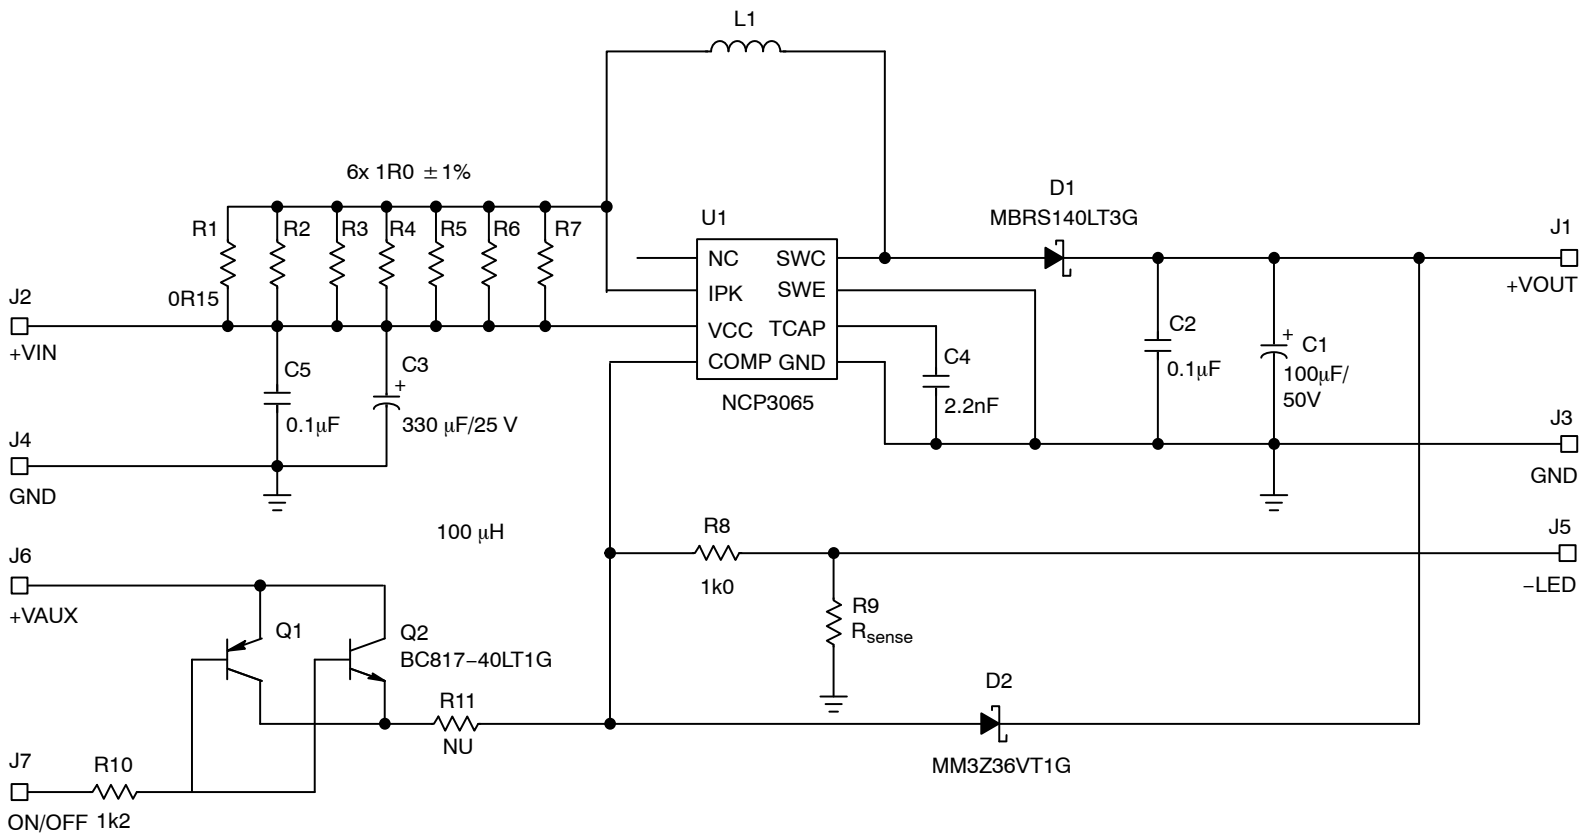 L1
6x 1R0 ±1%
R1
R2
R3
R4
R5
R6
R7
0R15
J2
+VIN
C5
0.1μF
C3
+
330 μF/25 V
J4
GND
U1
NC
SWC
IPK
SWE
VCC
TCAP
COMP
GND
NCP3065
C4
2.2nF
D1
MBRS140LT3G
C2
0.1μF
+
C1
100μF/
50V
J1
+VOUT
J3
GND
100 μH
R8
1k0
R9
Rsense
J5
−LED
J6
+VAUX
Q1
Q2
BC817−40LT1G
R11
NU
D2
MM3Z36VT1G
J7
R10
ON/OFF
1k2